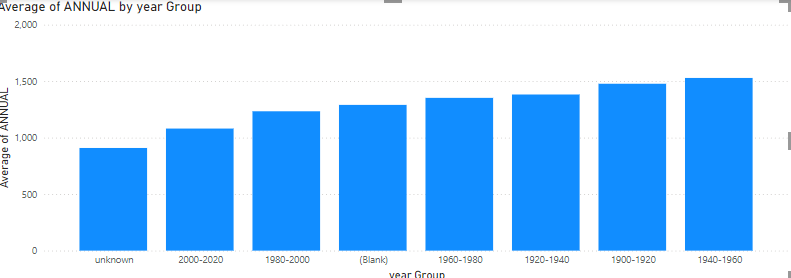 Average of ANNUAL by year Group
2,000
1,500
1,000
500
0
Average of ANNUAL
unknown 2000-2020 1980-2000 (Blank) 1960-1980 1920-1940 1900-1920 1940-1960
year Group